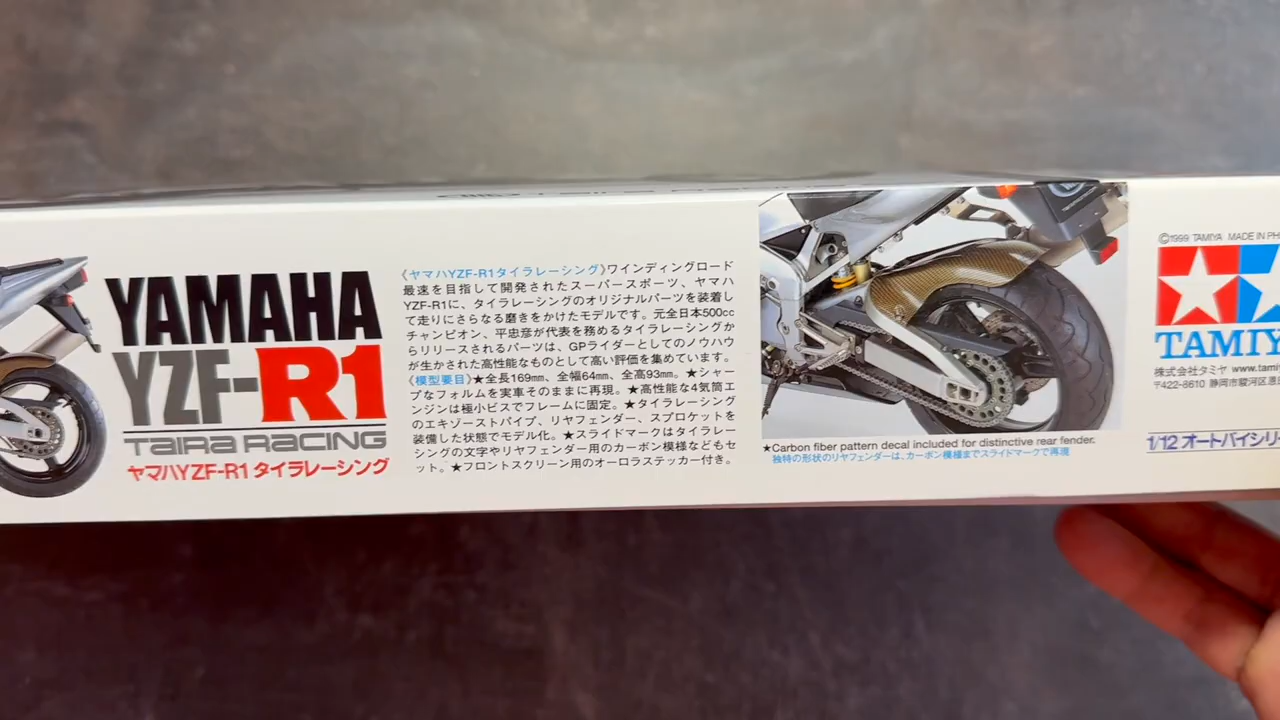 YAMAHA
YZF-R1
TAIRA RACING
ヤマハYZF-R1 タイラレーシング
《ヤマハYZF-R1タイラレーシング》ワインディングロード
最速を目指して開発されたスーパースポーツ、ヤマハ
YZF-R1に、タイラレーシングのオリジナルパーツを装着し
て走りにさらなる磨きをかけたモデルです。元全日本500cc
チャンピオン、平忠彦が代表を務めるタイラレーシングか
らリリースされるパーツは、GPライダーとしてのノウハウ
が生かされた高性能なものとして高い評価を集めています。
《模型要目》★全長169mm、全幅64mm、全高93mm。★シャー
プなフォルムを実車そのままに再現。★高性能な4気筒エ
ンジンは極小ビスでフレームに固定。★タイラレーシング
のエキゾーストパイプ、リヤフェンダー、スプロケットを
装備した状態でモデル化。★スライドマークはタイラレー
シングの文字やリヤフェンダー用のカーボン模様などもセ
ット。★フロントスクリーン用のオーロラステッカー付き。
★Carbon fiber pattern decal included for distinctive rear fender.
独特の形状のリヤフェンダーは、カーボン模様までスライドマークで再現
©1999 TAMIYA MADE IN PH
TAMIY
株式会社タミヤ www.tamiy
〒422-8610 静岡市駿河区恩
1/12 オートバイシリ